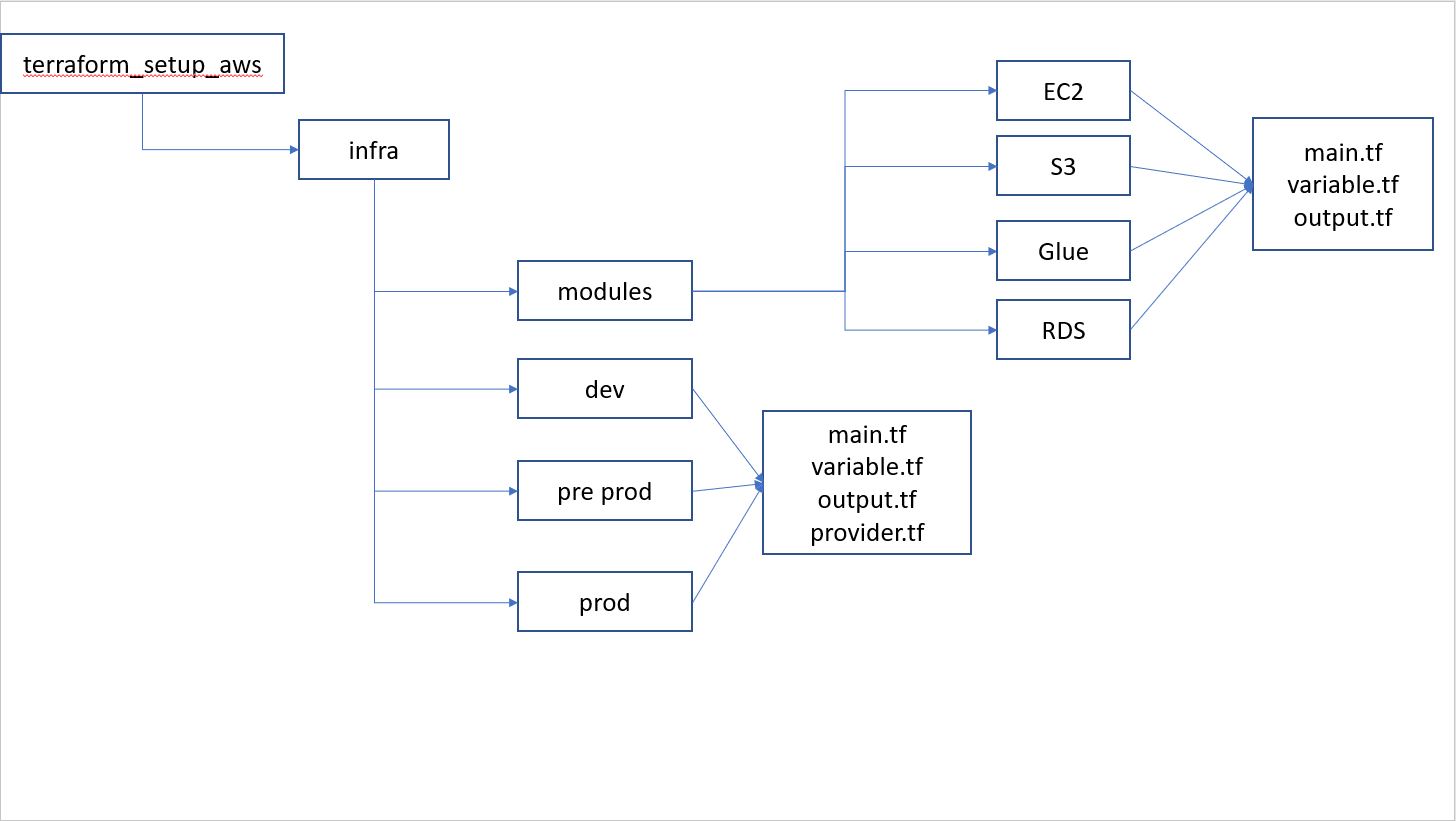 terraform_setup_aws
infra
modules
dev
pre prod
prod
EC2
S3
Glue
RDS
main.tf
variable.tf
output.tf
main.tf
variable.tf
output.tf
provider.tf